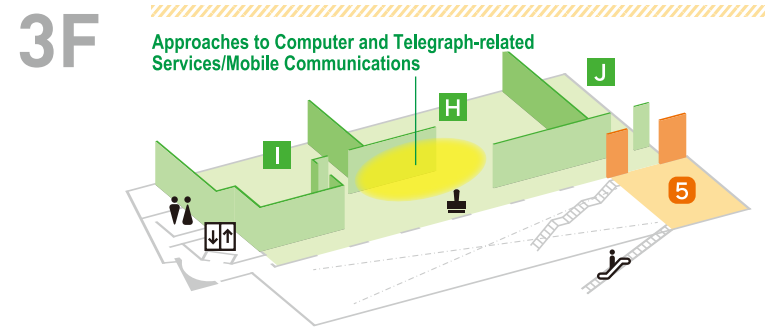 3F
Approaches to Computer and Telegraph-related
Services/Mobile Communications
J
H
I
5